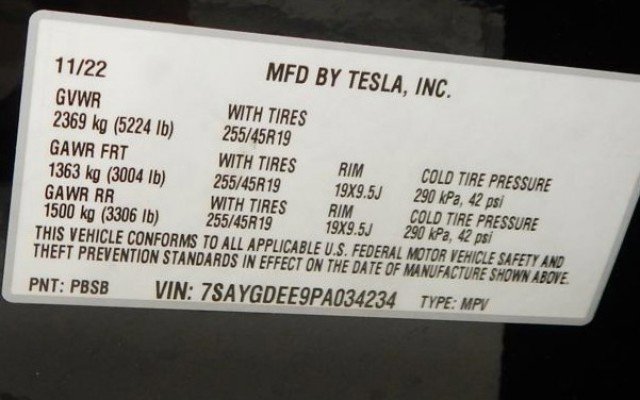 11/22 MFD BY TESLA, INC.
GVWR WITH TIRES
2369 kg (5224 lb) 255/45R19
GAWR FRT WITH TIRES RIM COLD TIRE PRESSURE
1363 kg (3004 lb) 255/45R19 19X9.5J 290 kPa, 42 psi
GAWR RR WITH TIRES RIM COLD TIRE PRESSURE
1500 kg (3306 lb) 255/45R19 19X9.5J 290 kPa, 42 psi
THIS VEHICLE CONFORMS TO ALL APPLICABLE U.S. FEDERAL MOTOR VEHICLE SAFETY AND
THEFT PREVENTION STANDARDS IN EFFECT ON THE DATE OF MANUFACTURE SHOWN ABOVE.
PNT: PBSB VIN: 7SAYGDEE9PA034234 TYPE: MPV